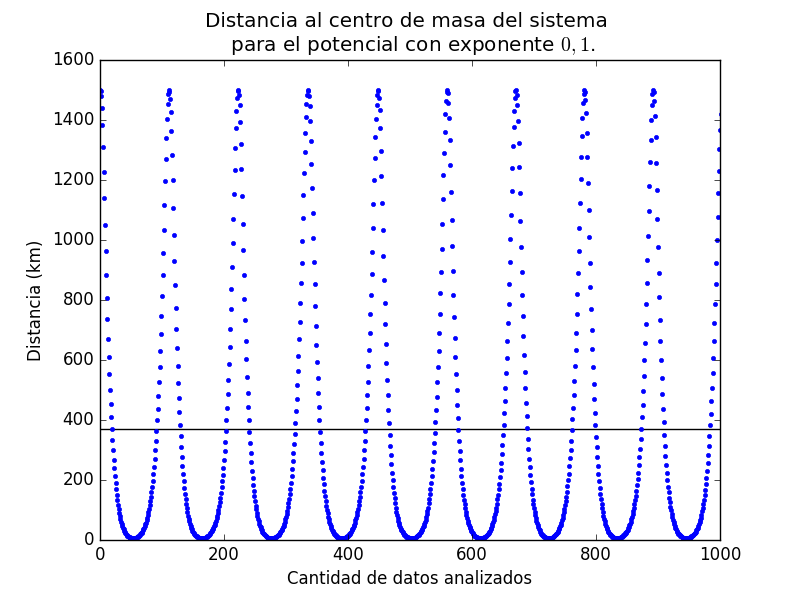 Distancia al centro de masa del sistema
para el potencial con exponente 0, 1.
1600
1400
1200
1000
800
600
400
200
0
Distancia (km)
0 200 400 600 800 1000
Cantidad de datos analizados